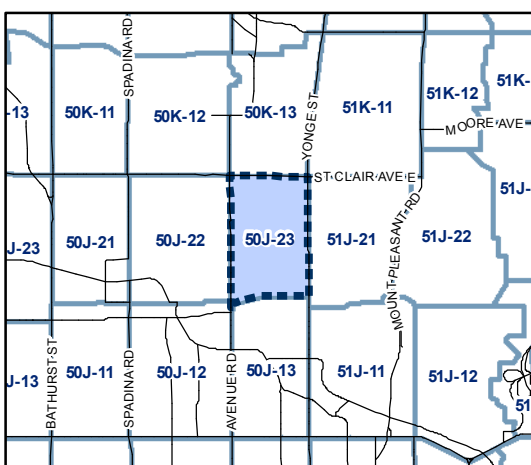 SPADINA RD
-13
50K-11
50K-12
50K-13
YONGE ST
51K-11
51K-12
51K-
MOORE AVE
ST CLAIR AVE E
51J-
J-23
50J-21
50J-22
50J-23
51J-21
MOUNT PLEASANT RD
51J-22
J-13
BATHURST ST
50J-11
SPADINA RD
50J-12
AVENUE RD
50J-13
51J-11
51J-12
51